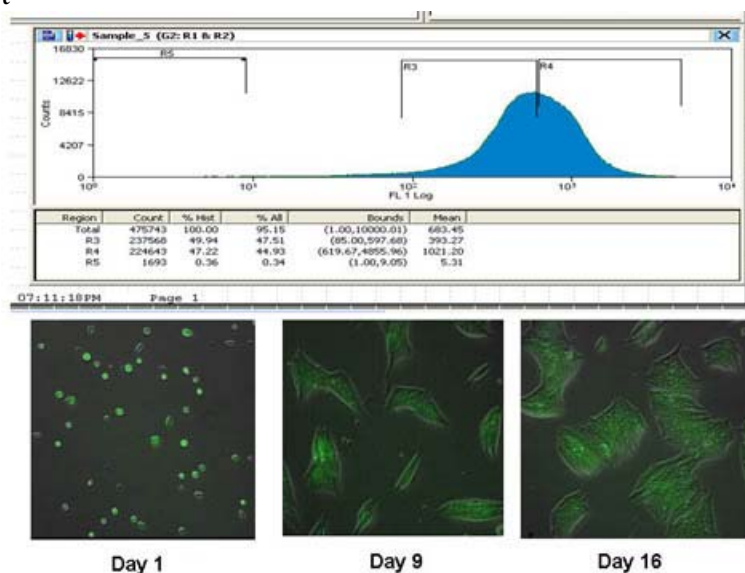 Sample_5 (G2: R1 & R2)
16830
12622
8415
4207
0
Counts
R5
R3
R4
10⁰ 10¹ 10² 10³ 10⁴
FL 1 Log
Region Count % Hist % All Bounds Mean
Total 475743 100.00 95.15 (1.00,10000.01) 683.45
R3 237568 49.94 47.51 (85.00,597.68) 393.27
R4 224643 47.22 44.93 (619.67,4855.96) 1021.20
R5 1693 0.36 0.34 (1.00,9.05) 5.31
07:11:18PM Page 1
Day 1 Day 9 Day 16